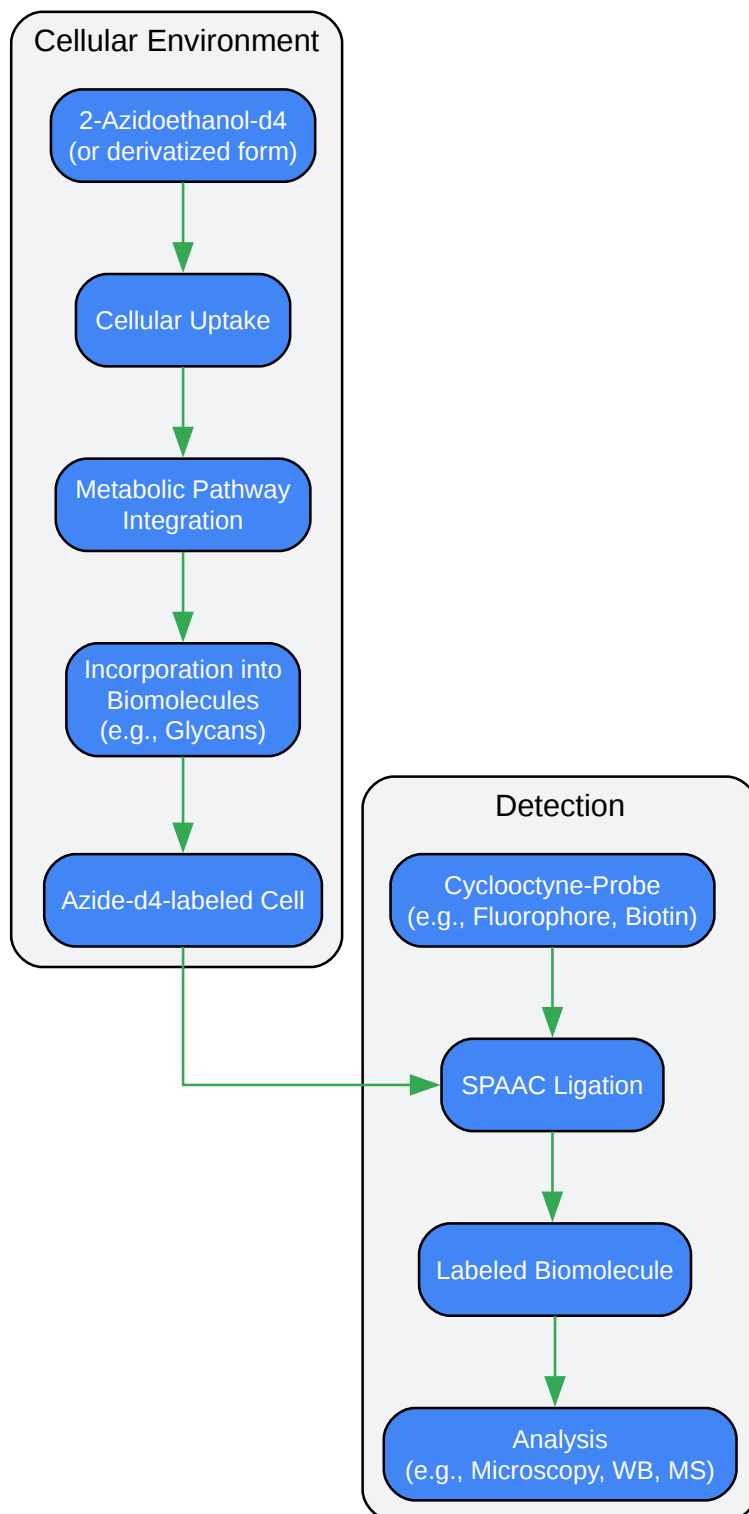 Cellular Environment
2-Azidoethanol-d4
(or derivatized form)
Cellular Uptake
Metabolic Pathway
Integration
Incorporation into
Biomolecules
(e.g., Glycans)
Azide-d4-labeled Cell
Detection
Cyclooctyne-Probe
(e.g., Fluorophore, Biotin)
SPAAC Ligation
Labeled Biomolecule
Analysis
(e.g., Microscopy, WB, MS)